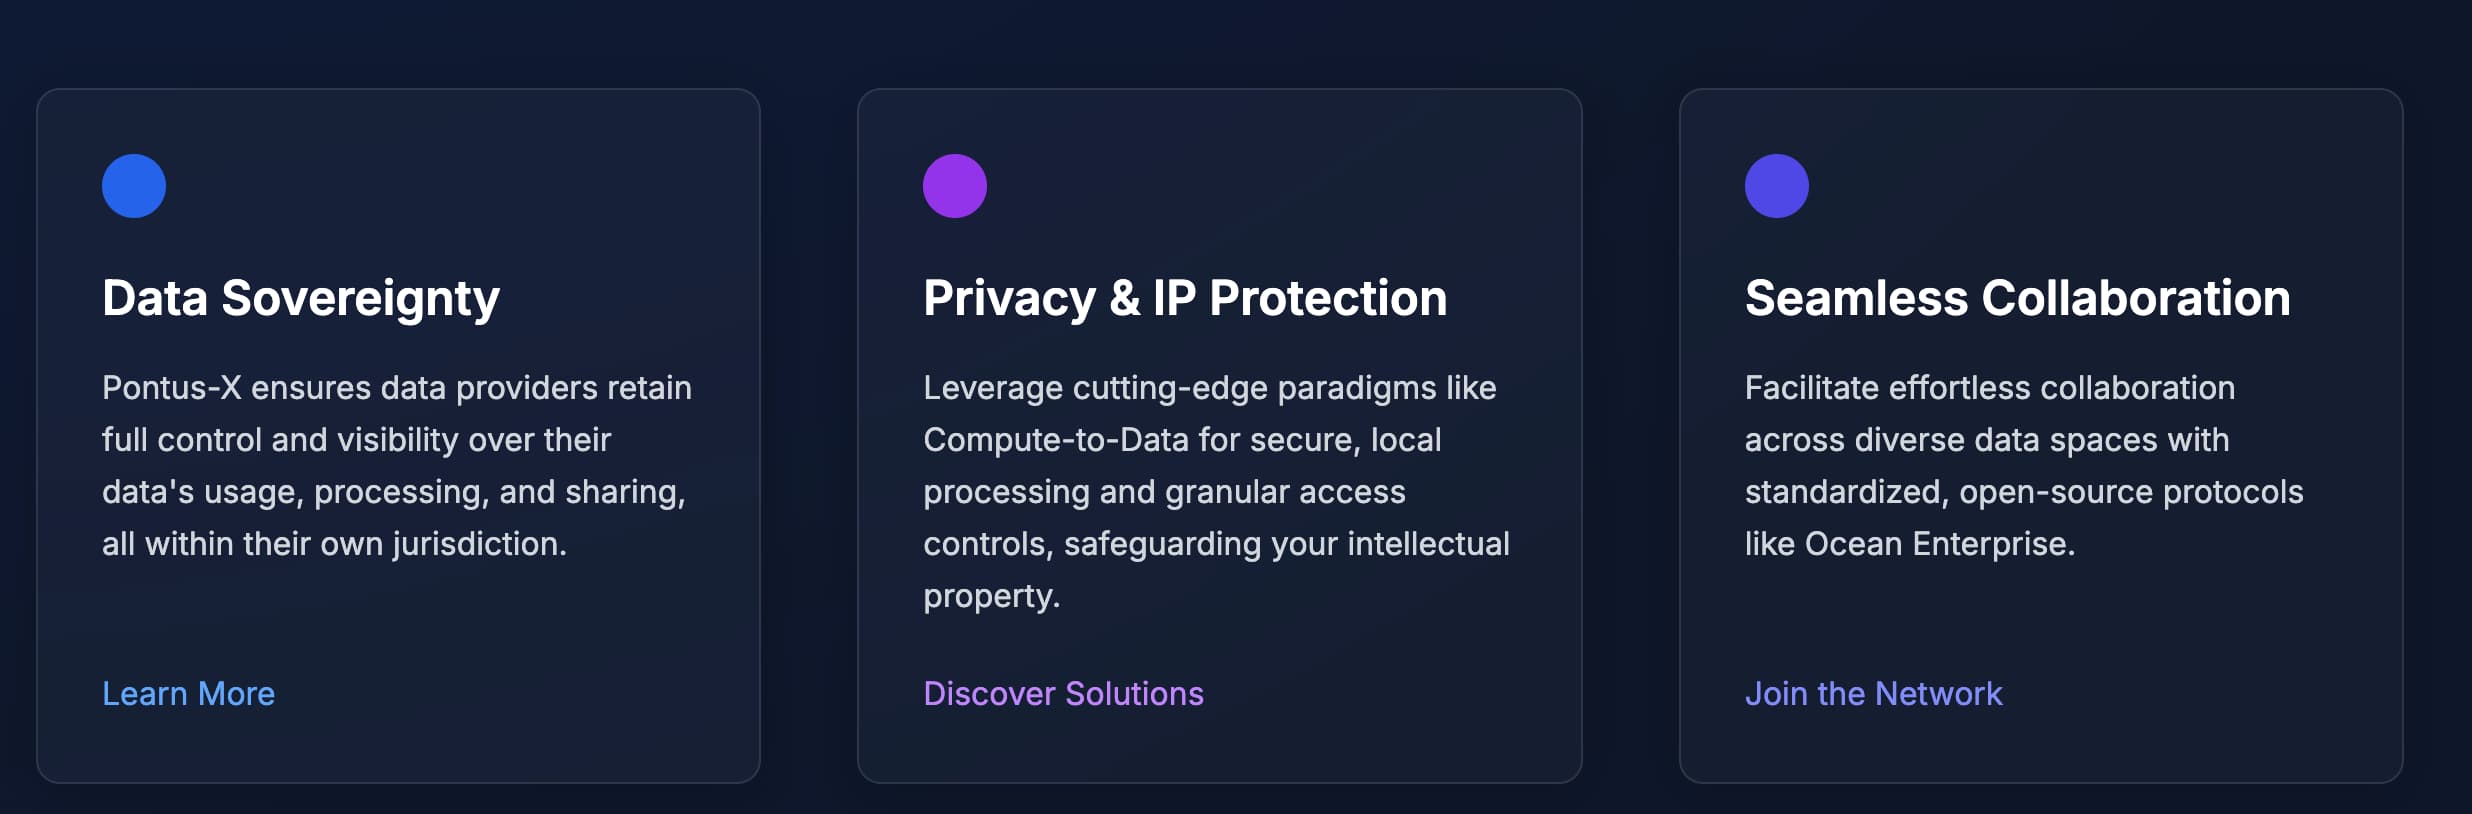 Data Sovereignty
Pontus-X ensures data providers retain
full control and visibility over their
data's usage, processing, and sharing,
all within their own jurisdiction.
Learn More
Privacy & IP Protection
Leverage cutting-edge paradigms like
Compute-to-Data for secure, local
processing and granular access
controls, safeguarding your intellectual
property.
Discover Solutions
Seamless Collaboration
Facilitate effortless collaboration
across diverse data spaces with
standardized, open-source protocols
like Ocean Enterprise.
Join the Network